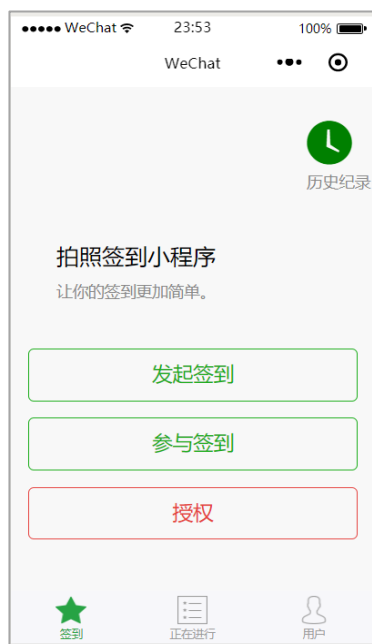 WeChat 23:53 100%
WeChat
历史纪录
拍照签到小程序
让你的签到更加简单。
发起签到
参与签到
授权
签到 正在进行 用户